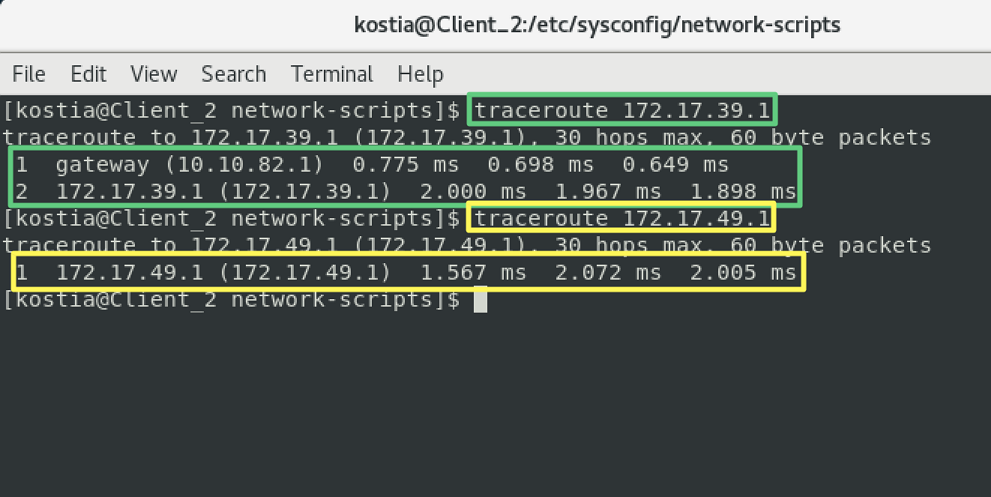 kostia@Client_2:/etc/sysconfig/network-scripts
File Edit View Search Terminal Help
[kostia@Client_2 network-scripts]$ traceroute 172.17.39.1
traceroute to 172.17.39.1 (172.17.39.1), 30 hops max, 60 byte packets
1 gateway (10.10.82.1) 0.775 ms 0.698 ms 0.649 ms
2 172.17.39.1 (172.17.39.1) 2.000 ms 1.967 ms 1.898 ms
[kostia@Client_2 network-scripts]$ traceroute 172.17.49.1
traceroute to 172.17.49.1 (172.17.49.1), 30 hops max, 60 byte packets
1 172.17.49.1 (172.17.49.1) 1.567 ms 2.072 ms 2.005 ms
[kostia@Client_2 network-scripts]$